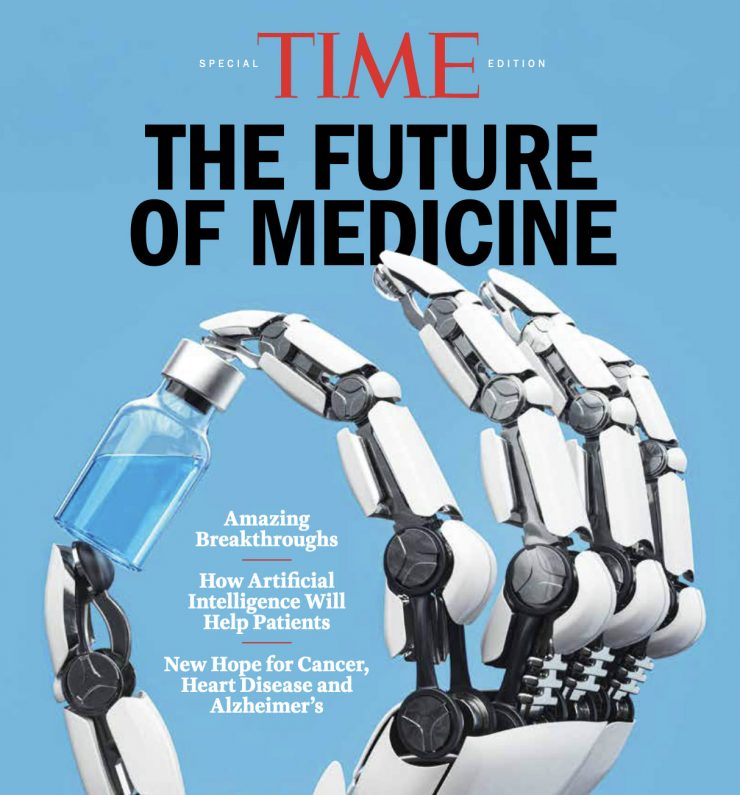 SPECIAL TIME EDITION
THE FUTURE
OF MEDICINE
Amazing
Breakthroughs
How Artificial
Intelligence Will
Help Patients
New Hope for Cancer,
Heart Disease and
Alzheimer's